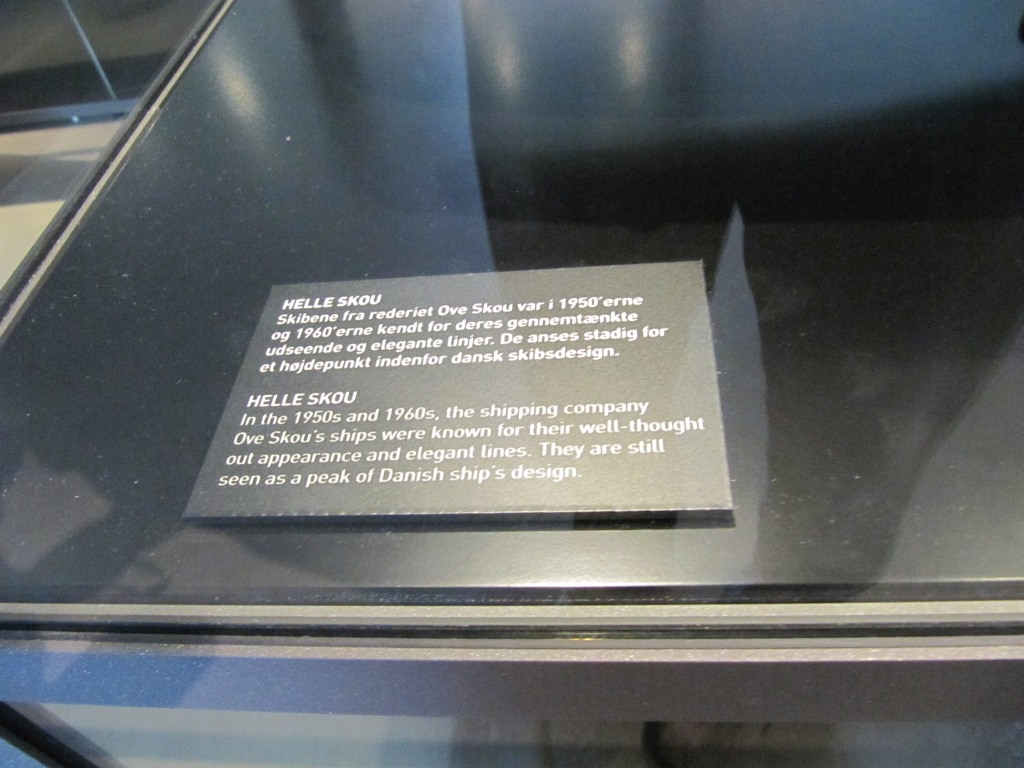 HELLE SKOU
Skibene fra rederiet Ove Skou var i 1950'erne
og 1960'erne kendt for deres gennemtænkte
udseende og elegante linjer. De anses stadig for
et højdepunkt indenfor dansk skibsdesign.
HELLE SKOU
In the 1950s and 1960s, the shipping company
Ove Skou's ships were known for their well-thought
out appearance and elegant lines. They are still
seen as a peak of Danish ship's design.